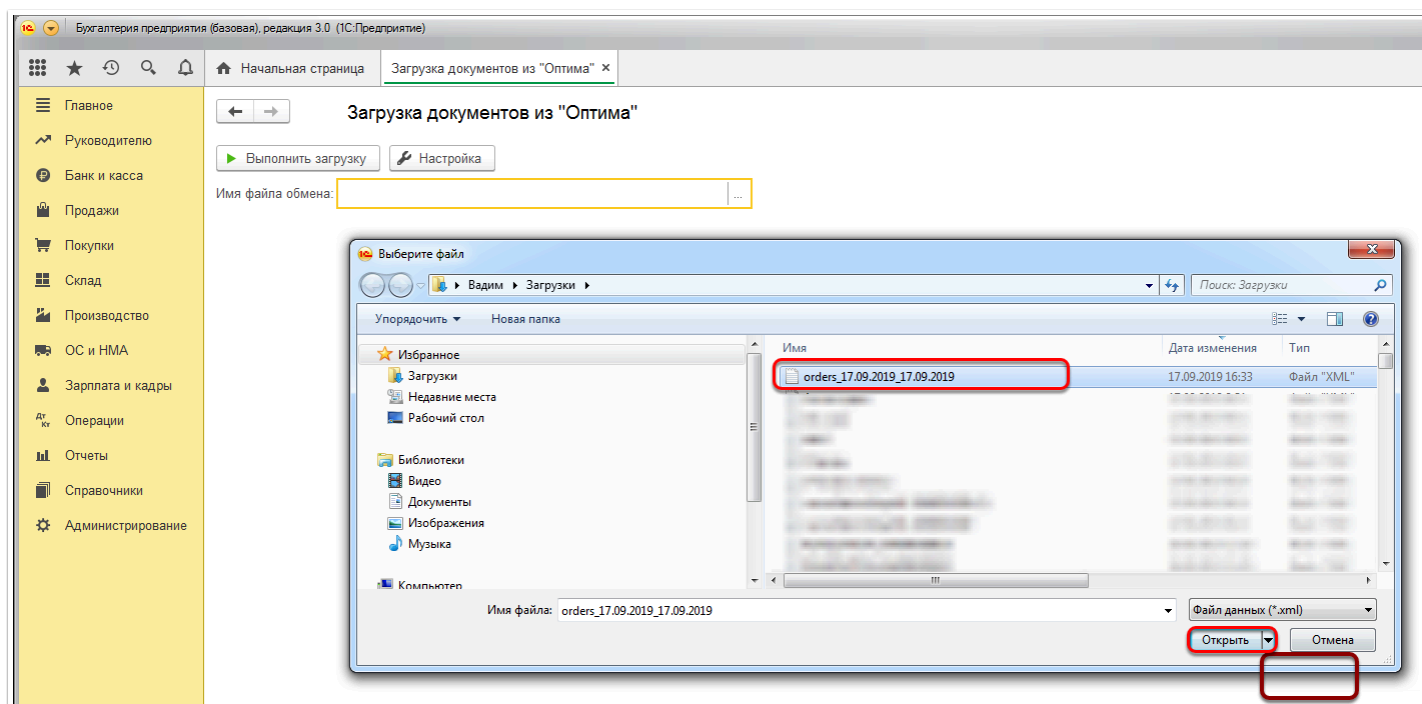 Бухгалтерия предприятия (базовая), редакция 3.0 (1С:Предприятие)
Начальная страница
Загрузка документов из "Оптима" ×
Главное
Руководителю
Банк и касса
Продажи
Покупки
Склад
Производство
ОС и НМА
Зарплата и кадры
Операции
Отчеты
Справочники
Администрирование
Загрузка документов из "Оптима"
Выполнить загрузку
Настройка
Имя файла обмена:
...
Выберите файл
Вадим
Загрузки
Поиск: Загрузки
Упорядочить
Новая папка
Избранное
Загрузки
Недавние места
Рабочий стол
Библиотеки
Видео
Документы
Изображения
Музыка
Компьютер
Имя
Дата изменения
Тип
orders_17.09.2019_17.09.2019
17.09.2019 16:33
Файл "XML"
Имя файла:
orders_17.09.2019_17.09.2019
Файл данных (*.xml)
Открыть
Отмена